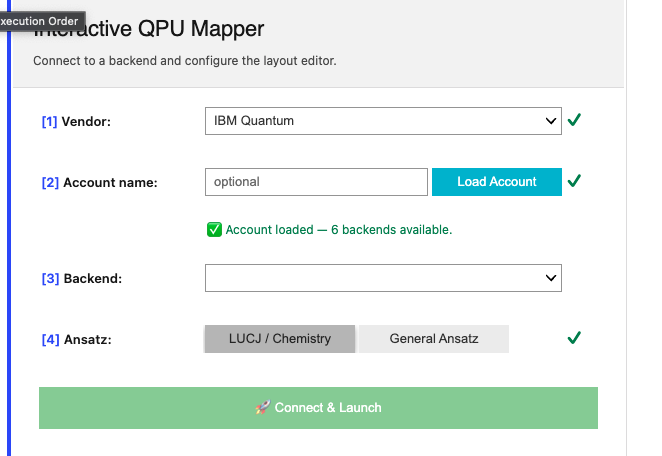 xecution Order
Interactive QPU Mapper
Connect to a backend and configure the layout editor.
[1] Vendor:
IBM Quantum
[2] Account name:
optional
Load Account
Account loaded — 6 backends available.
[3] Backend:
[4] Ansatz:
LUCJ / Chemistry
General Ansatz
🚀 Connect & Launch